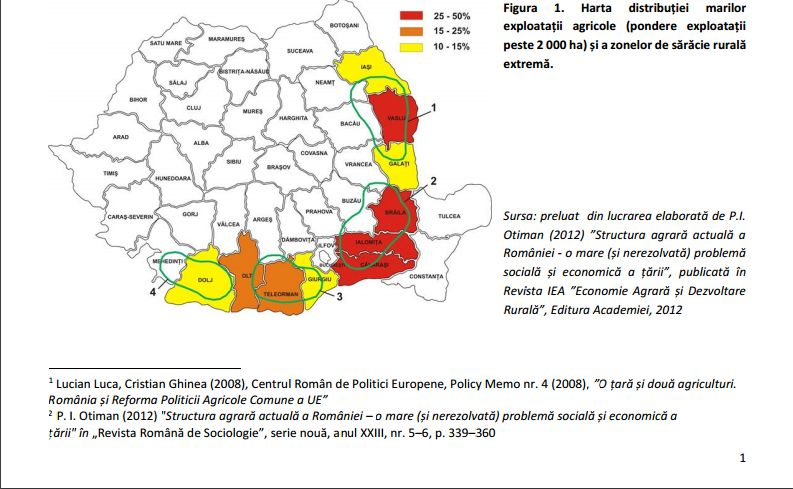 BOTOȘANI
25 - 50%
15 - 25%
10 - 15%
Figura 1. Harta distribuției marilor
exploatații agricole (pondere exploatații
peste 2 000 ha) și a zonelor de sărăcie rurală
extremă.
SATU MARE
MARAMUREȘ
SUCEAVA
IAȘI
BISTRIȚA-NĂSĂUD
SĂLAJ
NEAMȚ
BIHOR
CLUJ
MUREȘ
HARGHITA
BACĂU
VASLUI
1
ARAD
ALBA
COVASNA
SIBIU
BRAȘOV
VRANCEA
GALAȚI
TIMIȘ
HUNEDOARA
2
BUZĂU
CARAȘ-SEVERIN
GORJ
VÂLCEA
ARGEȘ
PRAHOVA
BRĂILA
TULCEA
DÂMBOVIȚA
ILFOV
IALOMIȚA
MEHEDINȚI
CĂLĂRAȘI
DOLJ
OLT
GIURGIU
CONSTANȚA
4
TELEORMAN
3
Sursa: preluat din lucrarea elaborată de P.I.
Otiman (2012) ”Structura agrară actuală a
României - o mare (și nerezolvată) problemă
socială și economică a țării”, publicată în
Revista IEA ”Economie Agrară și Dezvoltare
Rurală”, Editura Academiei, 2012
1 Lucian Luca, Cristian Ghinea (2008), Centrul Român de Politici Europene, Policy Memo nr. 4 (2008), ”O țară și două agriculturi.
România și Reforma Politicii Agricole Comune a UE”
2 P. I. Otiman (2012) "Structura agrară actuală a României – o mare (și nerezolvată) problemă socială și economică a
țării" în „Revista Română de Sociologie”, serie nouă, anul XXIII, nr. 5–6, p. 339–360
1